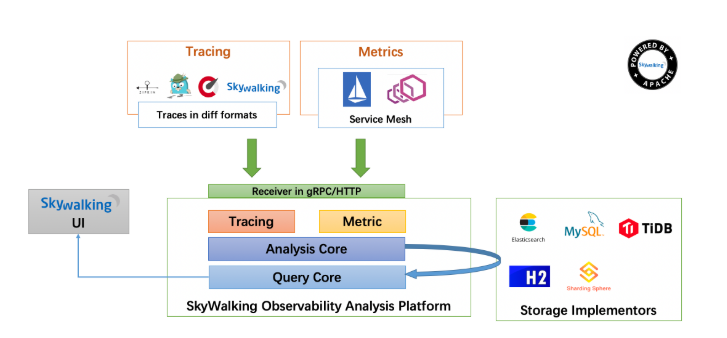 Tracing
Metrics
POWERED BY
Skywalking
APACHE
ZIPKIN
Skywalking
Traces in diff formats
Service Mesh
Receiver in gRPC/HTTP
Skywalking
UI
Tracing
Metric
Analysis Core
Query Core
SkyWalking Observability Analysis Platform
Elasticsearch
MySQL
TiDB
H2
Sharding Sphere
Storage Implementors